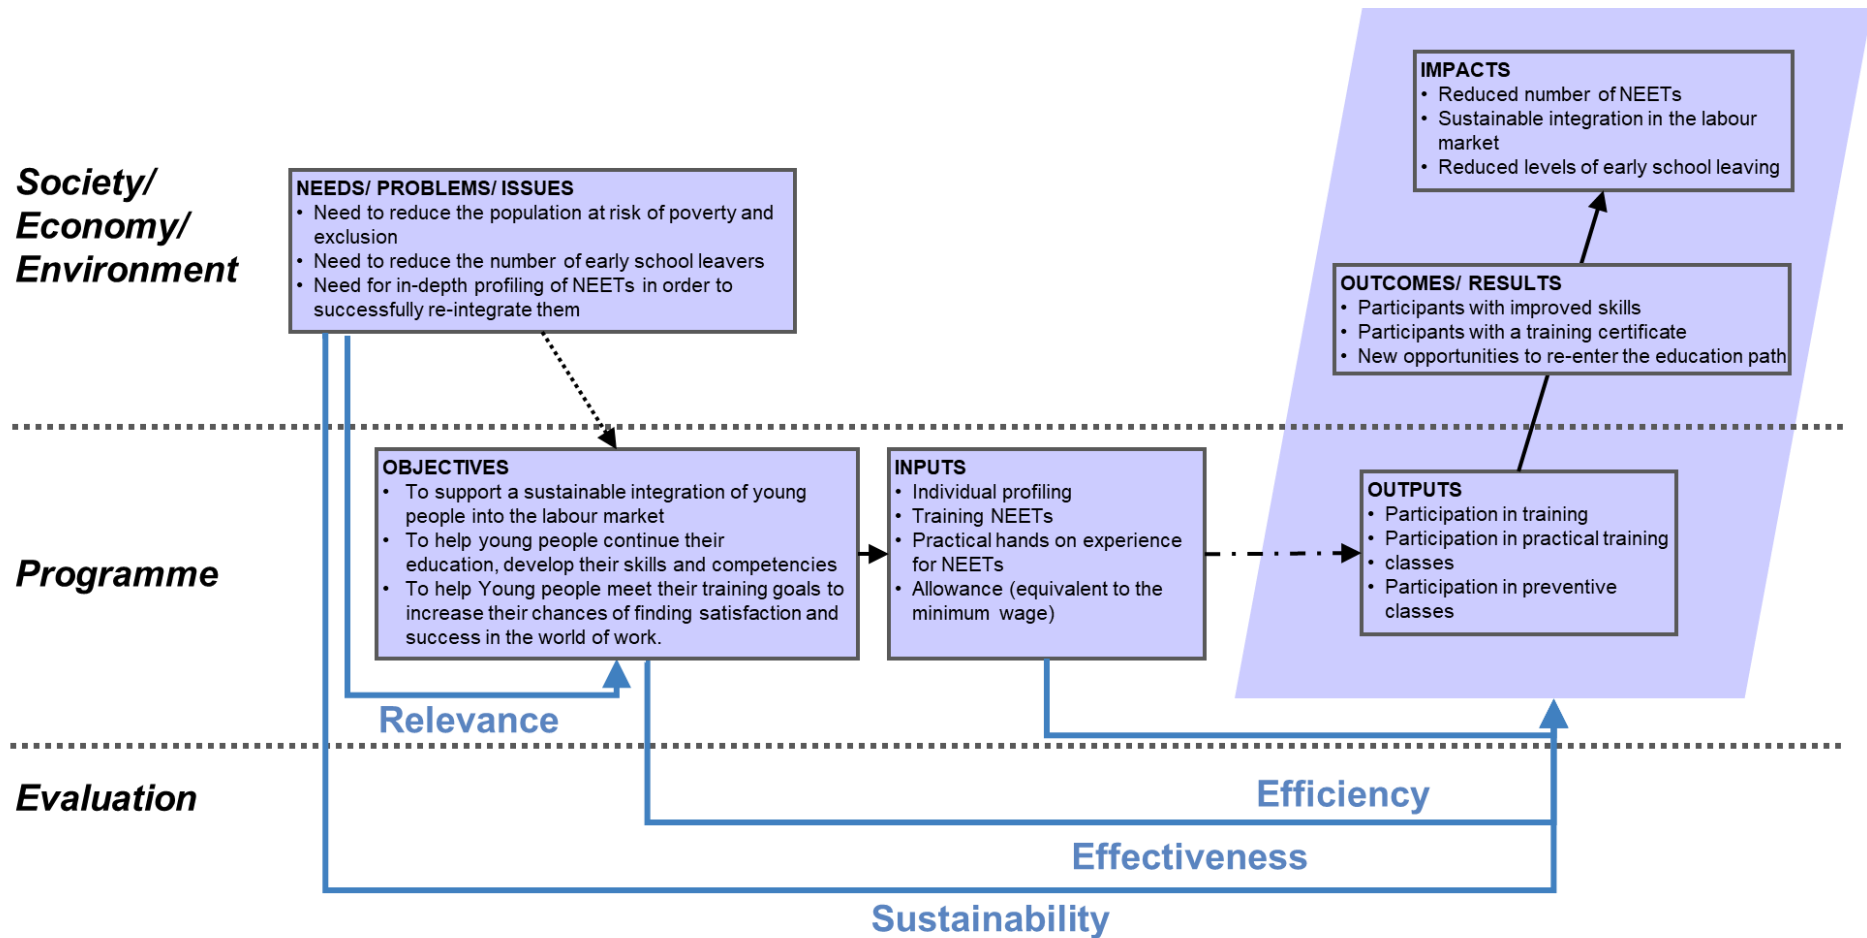 Society/
Economy/
Environment
NEEDS/ PROBLEMS/ ISSUES
• Need to reduce the population at risk of poverty and
exclusion
• Need to reduce the number of early school leavers
• Need for in-depth profiling of NEETs in order to
successfully re-integrate them
IMPACTS
• Reduced number of NEETs
• Sustainable integration in the labour
market
• Reduced levels of early school leaving
OUTCOMES/ RESULTS
• Participants with improved skills
• Participants with a training certificate
• New opportunities to re-enter the education path
Programme
OBJECTIVES
• To support a sustainable integration of young
people into the labour market
• To help young people continue their
education, develop their skills and competencies
• To help Young people meet their training goals to
increase their chances of finding satisfaction and
success in the world of work.
INPUTS
• Individual profiling
• Training NEETs
• Practical hands on experience
for NEETs
• Allowance (equivalent to the
minimum wage)
OUTPUTS
• Participation in training
• Participation in practical training
• classes
• Participation in preventive
classes
Relevance
Evaluation
Efficiency
Effectiveness
Sustainability